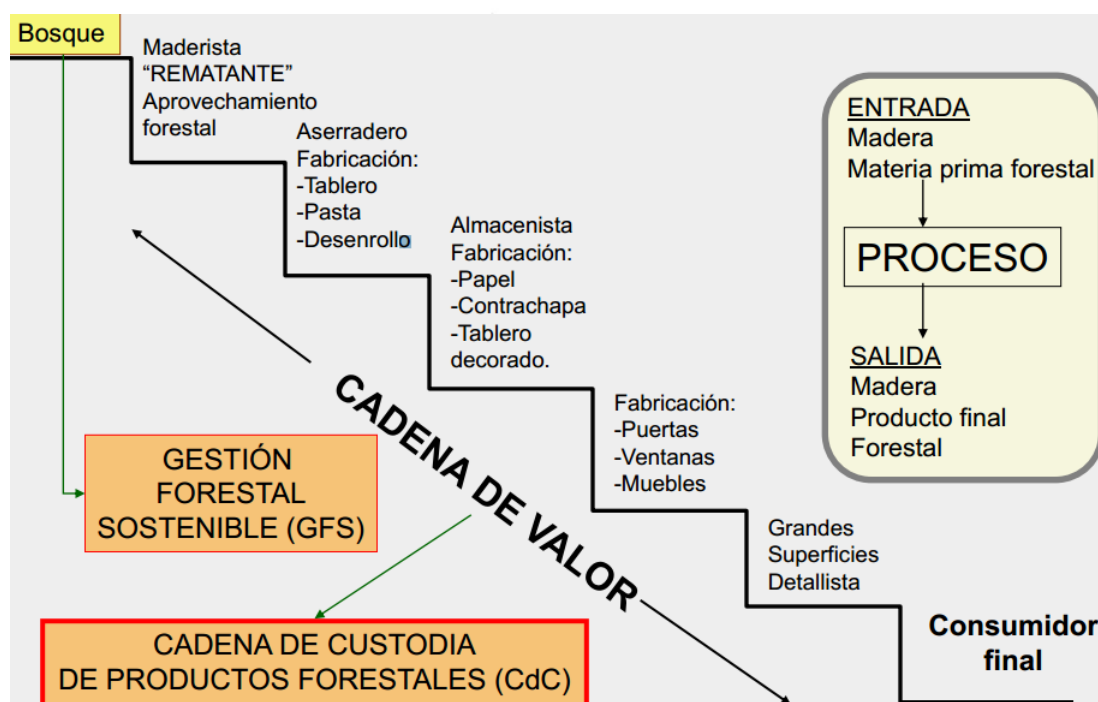 Bosque
Maderista
“REMATANTE”
Aprovechamiento
forestal
Aserradero
Fabricación:
-Tablero
-Pasta
-Desenrollo
Almacenista
Fabricación:
-Papel
-Contrachapa
-Tablero
decorado.
Fabricación:
-Puertas
-Ventanas
-Muebles
Grandes
Superficies
Detallista
Consumidor
final
ENTRADA
Madera
Materia prima forestal
PROCESO
SALIDA
Madera
Producto final
Forestal
CADENA DE VALOR
GESTIÓN
FORESTAL
SOSTENIBLE (GFS)
CADENA DE CUSTODIA
DE PRODUCTOS FORESTALES (CdC)